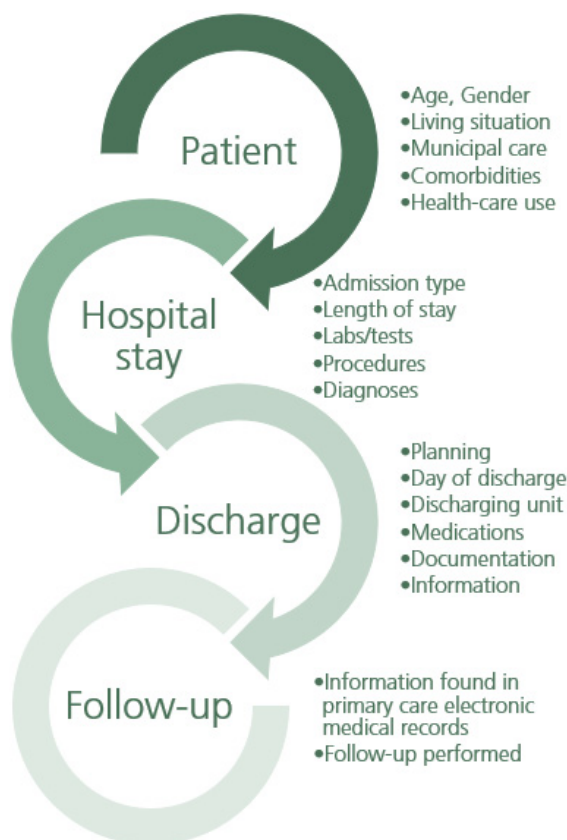 Patient
•Age, Gender
•Living situation
•Municipal care
•Comorbidities
•Health-care use
Hospital
stay
•Admission type
•Length of stay
•Labs/tests
•Procedures
•Diagnoses
Discharge
•Planning
•Day of discharge
•Discharging unit
•Medications
•Documentation
•Information
Follow-up
•Information found in
primary care electronic
medical records
•Follow-up performed